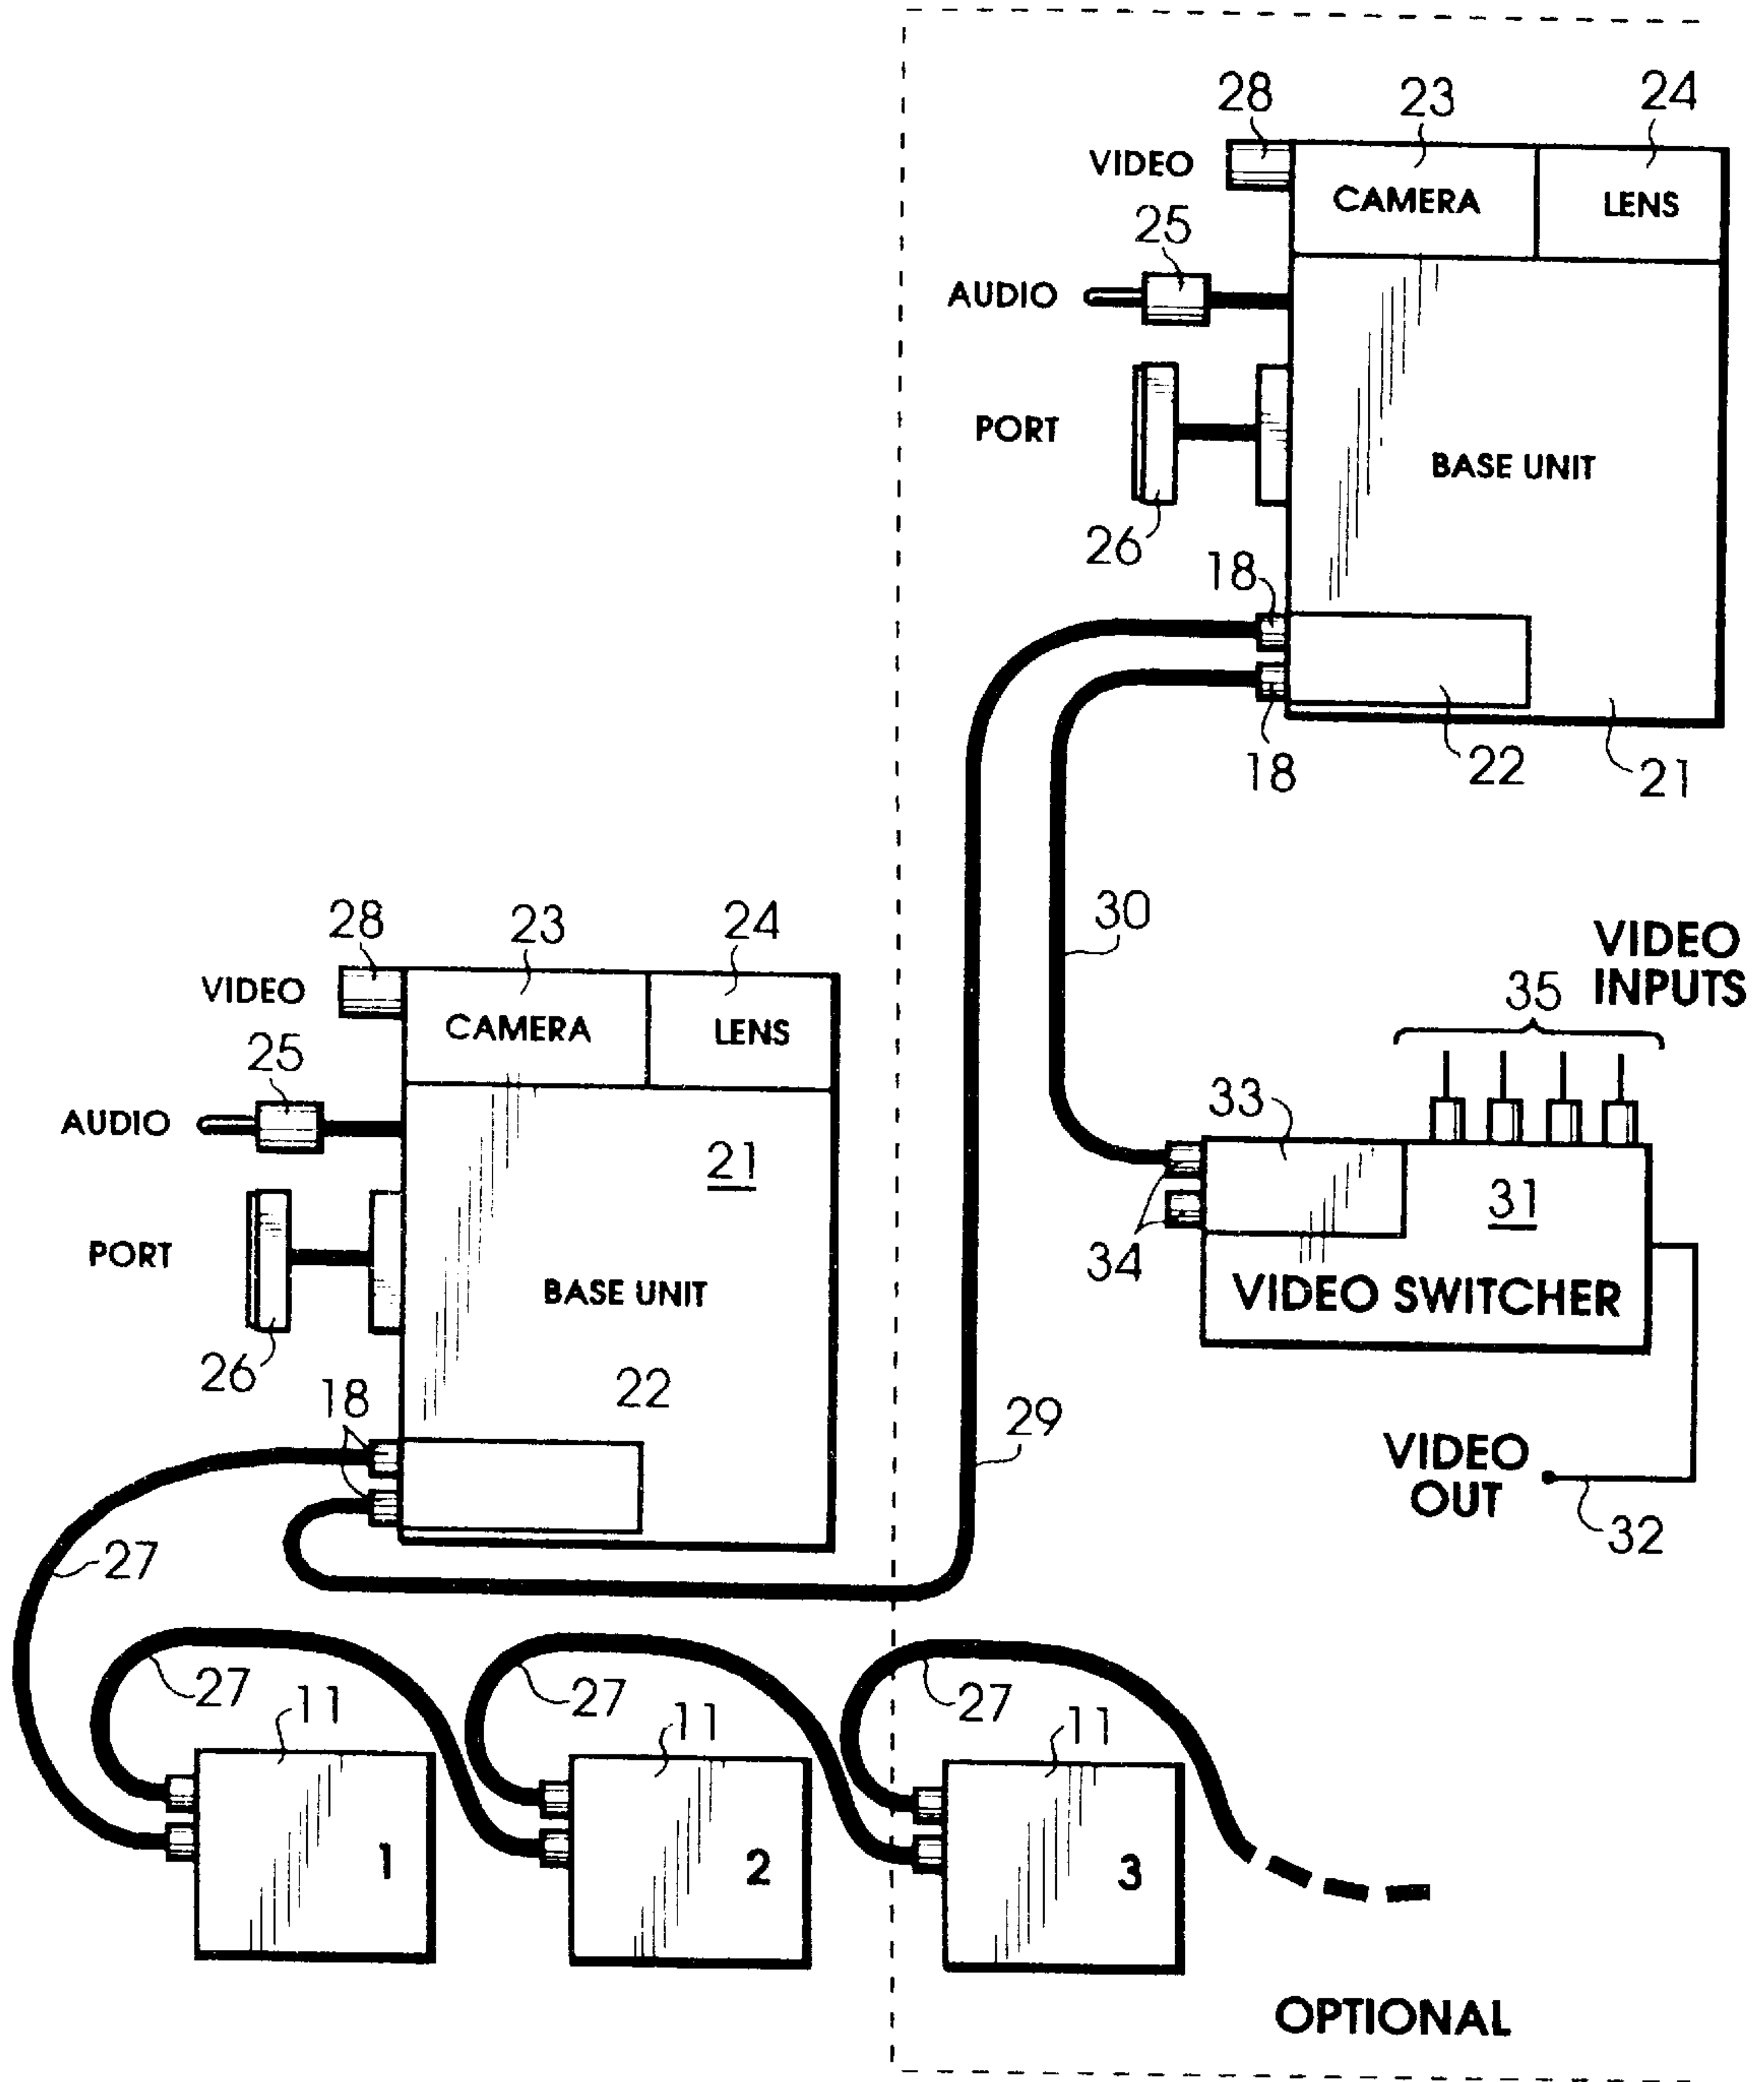 28
23
24
VIDEO
CAMERA
LENS
25
AUDIO
PORT
BASE UNIT
26
18
18
22
21
30
28
23
24
VIDEO
CAMERA
LENS
25
AUDIO
21
PORT
BASE UNIT
26
22
18
VIDEO
INPUTS
35
33
31
34
VIDEO SWITCHER
29
VIDEO
OUT
32
27
27
27
27
11
11
11
1
2
3
OPTIONAL